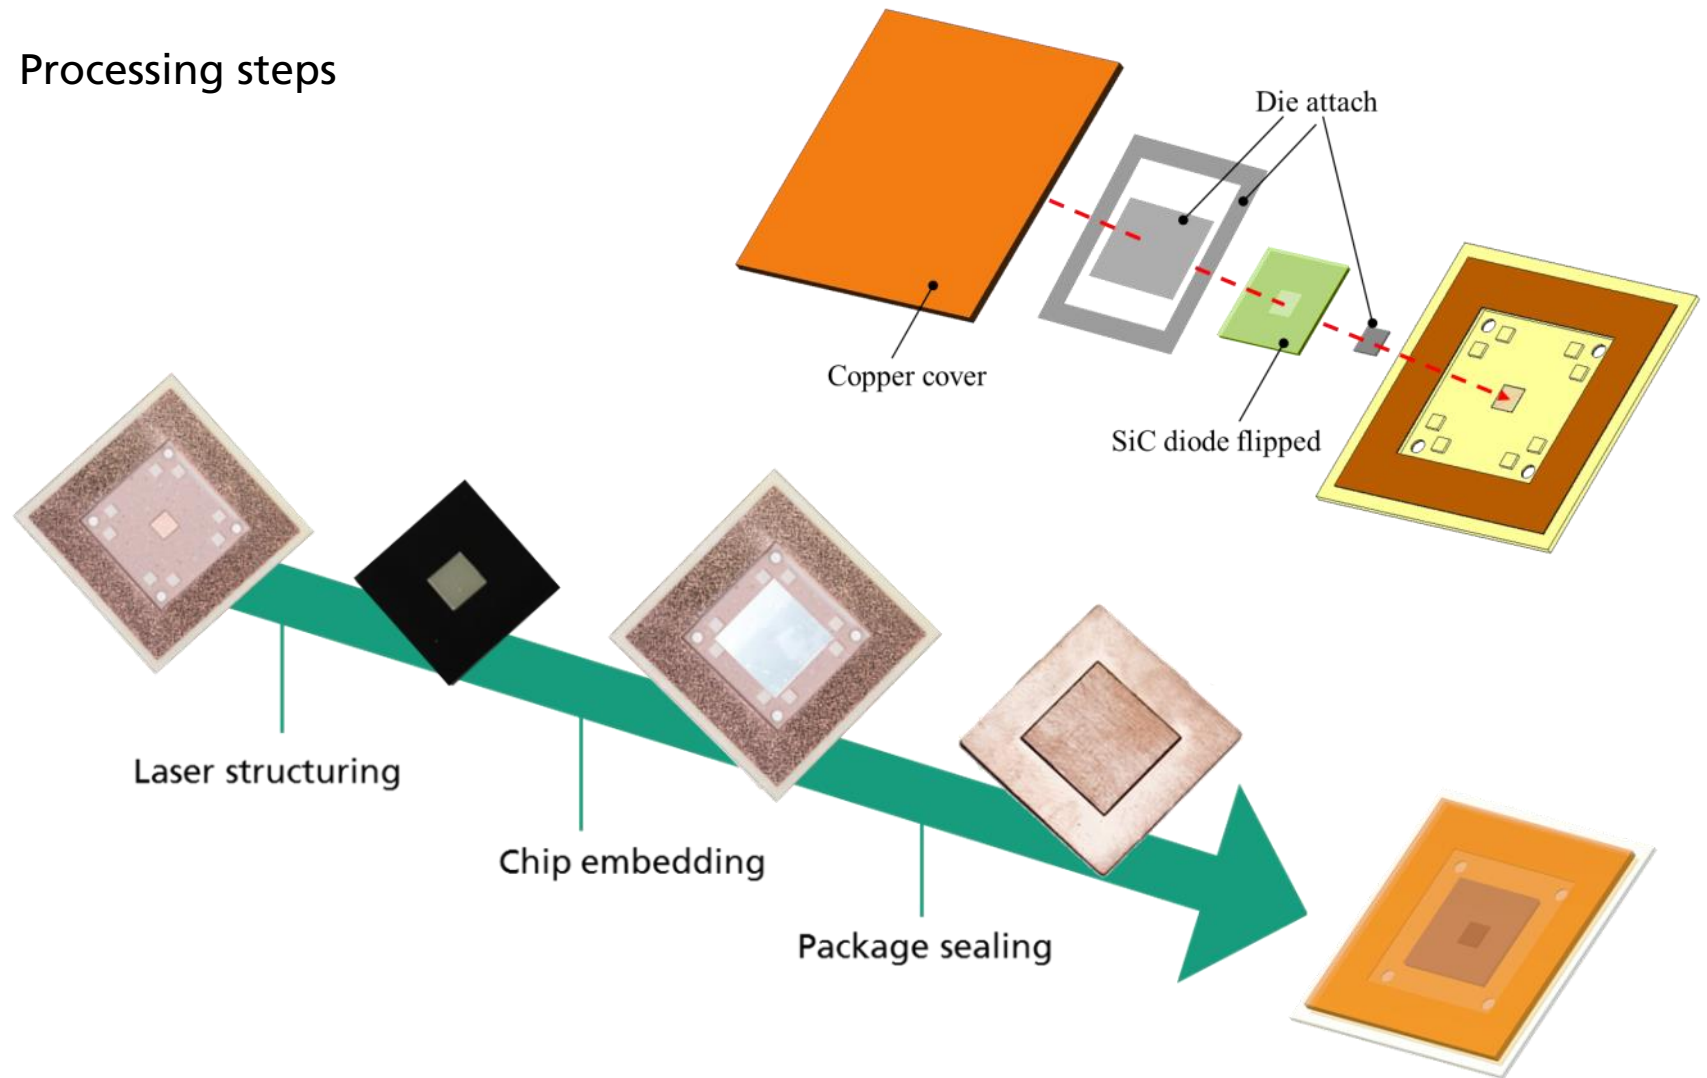 Processing steps
Die attach
Copper cover
SiC diode flipped
Laser structuring
Chip embedding
Package sealing